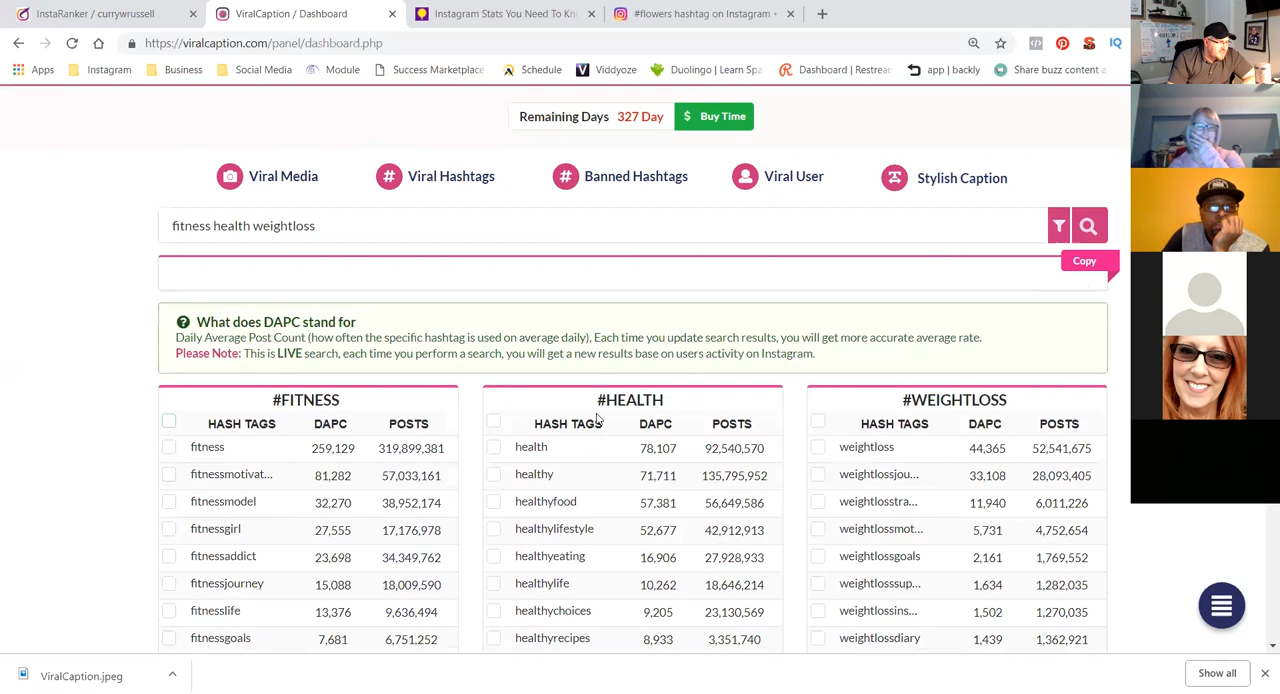 InstaRanker / currywrussell
ViralCaption / Dashboard
Instagram Stats You Need To Kn
#flowers hashtag on Instagram •
https://viralcaption.com/panel/dashboard.php
IQ
Apps
Instagram
Business
Social Media
Module
Success Marketplace
Schedule
Viddyoze
Duolingo | Learn Spa
Dashboard | Restream
app | backly
Share buzz content a
Remaining Days 327 Day
$ Buy Time
Viral Media
# Viral Hashtags
# Banned Hashtags
Viral User
Stylish Caption
fitness health weightloss
Copy
? What does DAPC stand for
Daily Average Post Count (how often the specific hashtag is used on average daily), Each time you update search results, you will get more accurate average rate.
Please Note: This is LIVE search, each time you perform a search, you will get a new results base on users activity on Instagram.
#FITNESS
HASH TAGS DAPC POSTS
fitness 259,129 319,899,381
fitnessmotivat... 81,282 57,033,161
fitnessmodel 32,270 38,952,174
fitnessgirl 27,555 17,176,978
fitnessaddict 23,698 34,349,762
fitnessjourney 15,088 18,009,590
fitnesslife 13,376 9,636,494
fitnessgoals 7,681 6,751,252
#HEALTH
HASH TAGS DAPC POSTS
health 78,107 92,540,570
healthy 71,711 135,795,952
healthyfood 57,381 56,649,586
healthylifestyle 52,677 42,912,913
healthyeating 16,906 27,928,933
healthylife 10,262 18,646,214
healthychoices 9,205 23,130,569
healthyrecipes 8,933 3,351,740
#WEIGHTLOSS
HASH TAGS DAPC POSTS
weightloss 44,365 52,541,675
weightlossjou... 33,108 28,093,405
weightlosstra... 11,940 6,011,226
weightlossmot... 5,731 4,752,654
weightlossgoals 2,161 1,769,552
weightlosssup... 1,634 1,282,035
weightlossins... 1,502 1,270,035
weightlossdiary 1,439 1,362,921
ViralCaption.jpeg
Show all